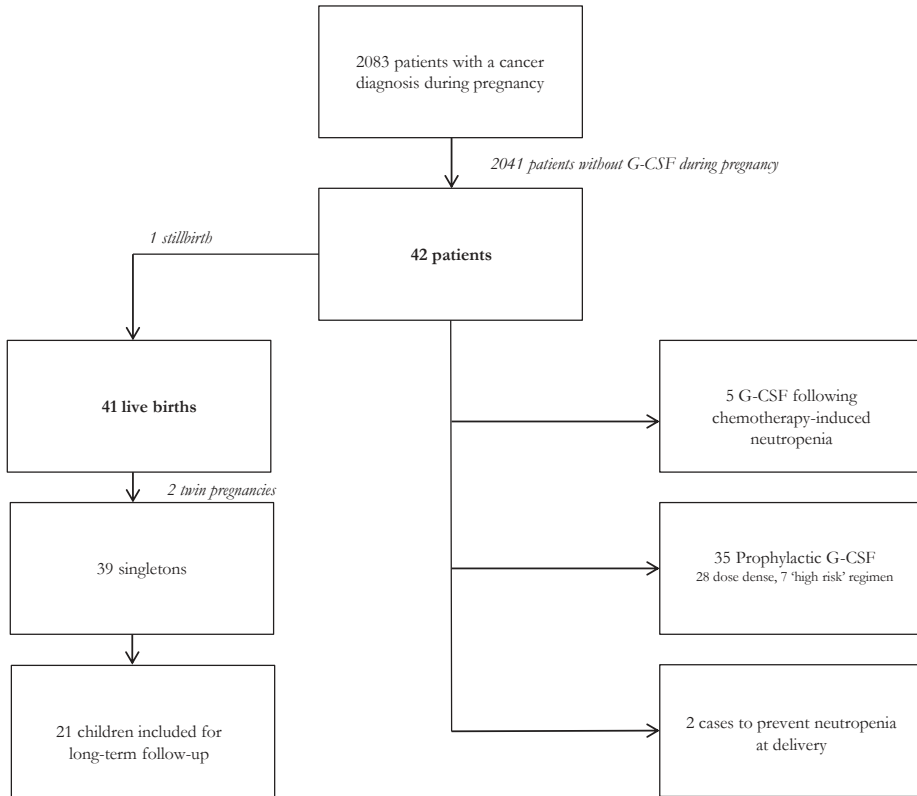 2083 patients with a cancer
diagnosis during pregnancy
2041 patients without G-CSF during pregnancy
1 stillbirth
42 patients
41 live births
5 G-CSF following
chemotherapy-induced
neutropenia
2 twin pregnancies
39 singletons
35 Prophylactic G-CSF
28 dose dense, 7 'high risk' regimen
21 children included for
long-term follow-up
2 cases to prevent neutropenia
at delivery